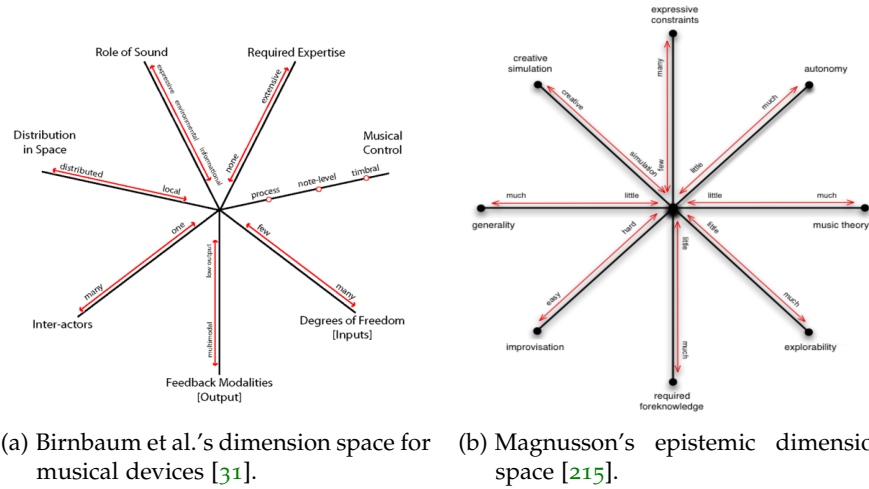 Role of Sound
Required Expertise
expressive
environmental
informational
extensive
none
Distribution
in Space
distributed
local
Musical
Control
process
note-level
timbral
one
many
Inter-actors
few
many
Degrees of Freedom
[Inputs]
low output
multimodal
Feedback Modalities
[Output]
(a) Birnbaum et al.'s dimension space for
musical devices [31].
expressive
constraints
many
few
creative
simulation
creative
simulation
autonomy
much
little
much
little
generality
little
much
music theory
hard
easy
improvisation
little
much
explorability
little
much
required
foreknowledge
(b) Magnusson's epistemic dimensio
space [215].